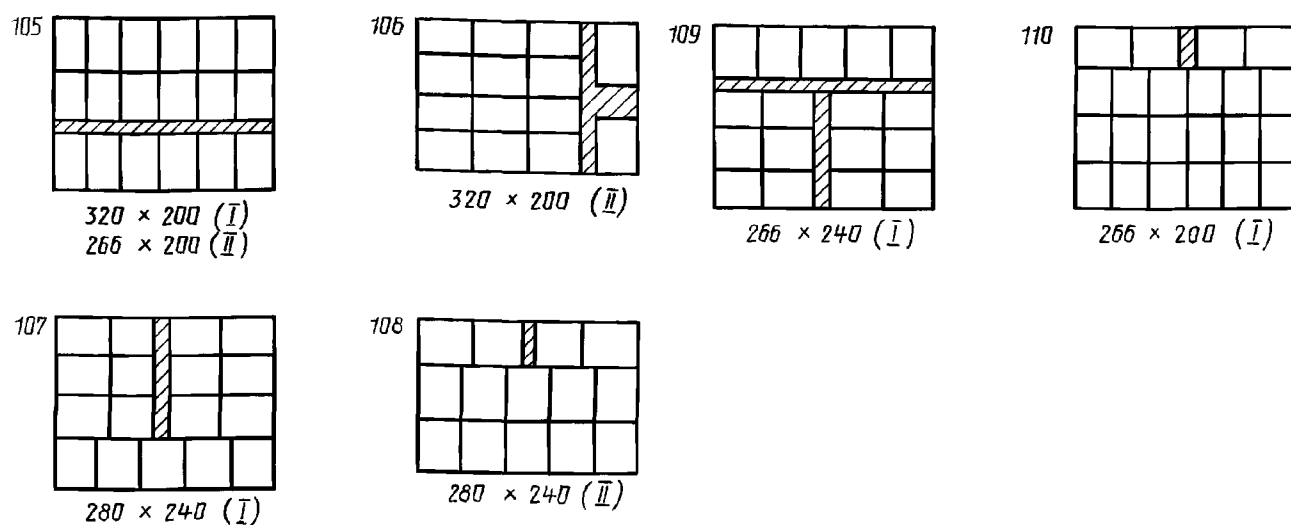 105
320 × 200 (I)
266 × 200 (II)
106
320 × 200 (II)
109
266 × 240 (I)
110
266 × 200 (I)
107
280 × 240 (I)
108
280 × 240 (II)